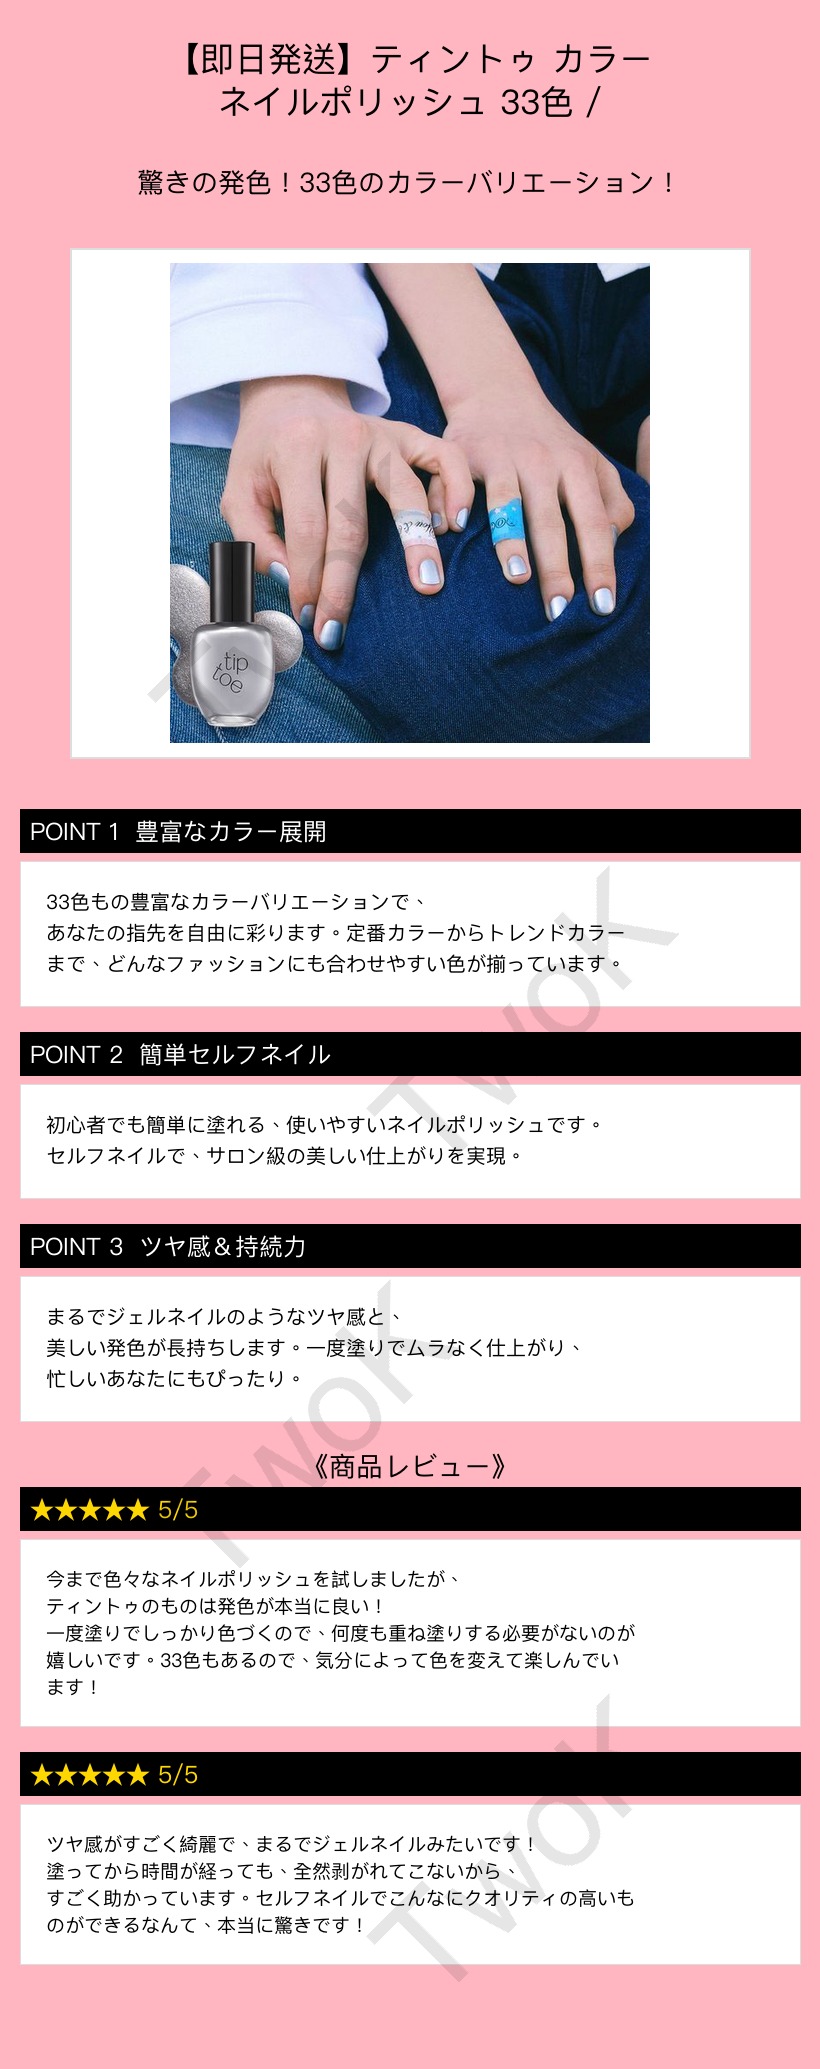 【即日発送】ティントゥ カラー
ネイルポリッシュ 33色 /
驚きの発色！33色のカラーバリエーション！
tip
toe
POINT 1 豊富なカラー展開
33色もの豊富なカラーバリエーションで、
あなたの指先を自由に彩ります。定番カラーからトレンドカラー
まで、どんなファッションにも合わせやすい色が揃っています。
POINT 2 簡単セルフネイル
初心者でも簡単に塗れる、使いやすいネイルポリッシュです。
セルフネイルで、サロン級の美しい仕上がりを実現。
POINT 3 ツヤ感＆持続力
まるでジェルネイルのようなツヤ感と、
美しい発色が長持ちします。一度塗りでムラなく仕上がり、
忙しいあなたにもぴったり。
《商品レビュー》
★★★★★ 5/5
今まで色々なネイルポリッシュを試しましたが、
ティントゥのものは発色が本当に良い！
一度塗りでしっかり色づくので、何度も重ね塗りする必要がないのが
嬉しいです。33色もあるので、気分によって色を変えて楽しんでい
ます！
★★★★★ 5/5
ツヤ感がすごく綺麗で、まるでジェルネイルみたいです！
塗ってから時間が経っても、全然剥がれてこないから、
すごく助かっています。セルフネイルでこんなにクオリティの高いも
のができるなんて、本当に驚きです！
TwoK
TwoK
TwoK
TwoK